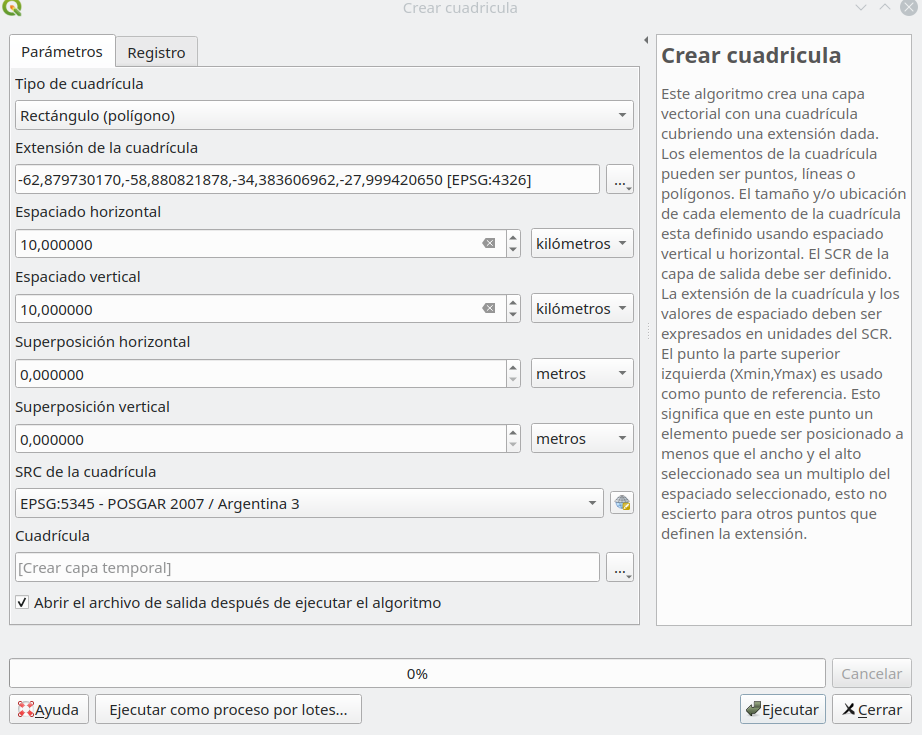 Crear cuadricula
Parámetros
Registro
Tipo de cuadrícula
Rectángulo (polígono)
Extensión de la cuadrícula
-62,879730170,-58,880821878,-34,383606962,-27,999420650 [EPSG:4326]
...
Espaciado horizontal
10,000000
kilómetros
Espaciado vertical
10,000000
kilómetros
Superposición horizontal
0,000000
metros
Superposición vertical
0,000000
metros
SRC de la cuadrícula
EPSG:5345 - POSGAR 2007 / Argentina 3
Cuadrícula
[Crear capa temporal]
...
Abrir el archivo de salida después de ejecutar el algoritmo
Crear cuadricula
Este algoritmo crea una capa
vectorial con una cuadrícula
cubriendo una extensión dada.
Los elementos de la cuadrícula
pueden ser puntos, líneas o
polígonos. El tamaño y/o ubicación
de cada elemento de la cuadrícula
esta definido usando espaciado
vertical u horizontal. El SCR de la
capa de salida debe ser definido.
La extensión de la cuadrícula y los
valores de espaciado deben ser
expresados en unidades del SCR.
El punto la parte superior
izquierda (Xmin,Ymax) es usado
como punto de referencia. Esto
significa que en este punto un
elemento puede ser posicionado a
menos que el ancho y el alto
seleccionado sea un multiplo del
espaciado seleccionado, esto no
escierto para otros puntos que
definen la extensión.
0%
Cancelar
Ayuda
Ejecutar como proceso por lotes...
Ejecutar
Cerrar